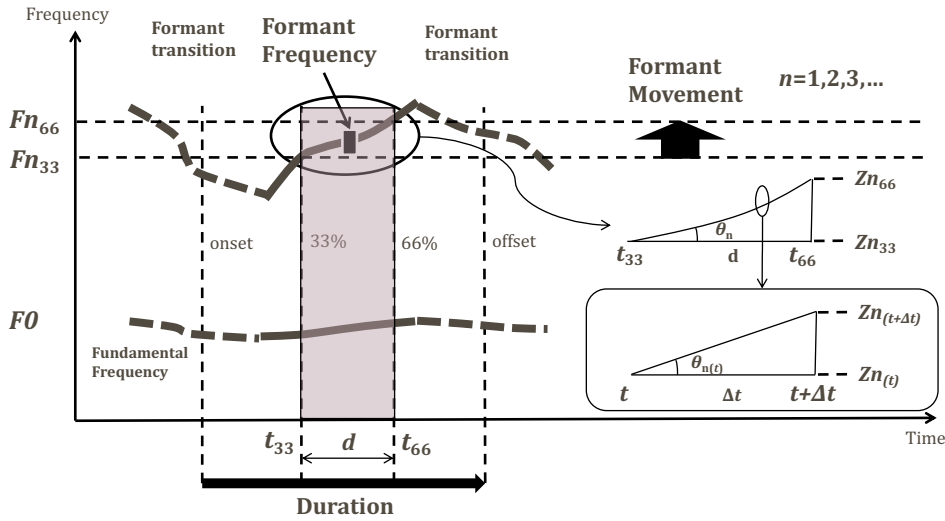 Frequency
Formant
transition
Formant
Frequency
Formant
transition
Formant
Movement
n=1,2,3,...
Fn66
Fn33
Zn66
θn
t33
d
t66
Zn33
onset
33%
66%
offset
F0
Fundamental
Frequency
Zn(t+Δt)
θn(t)
Zn(t)
t
Δt
t+Δt
Time
t33
d
t66
Duration